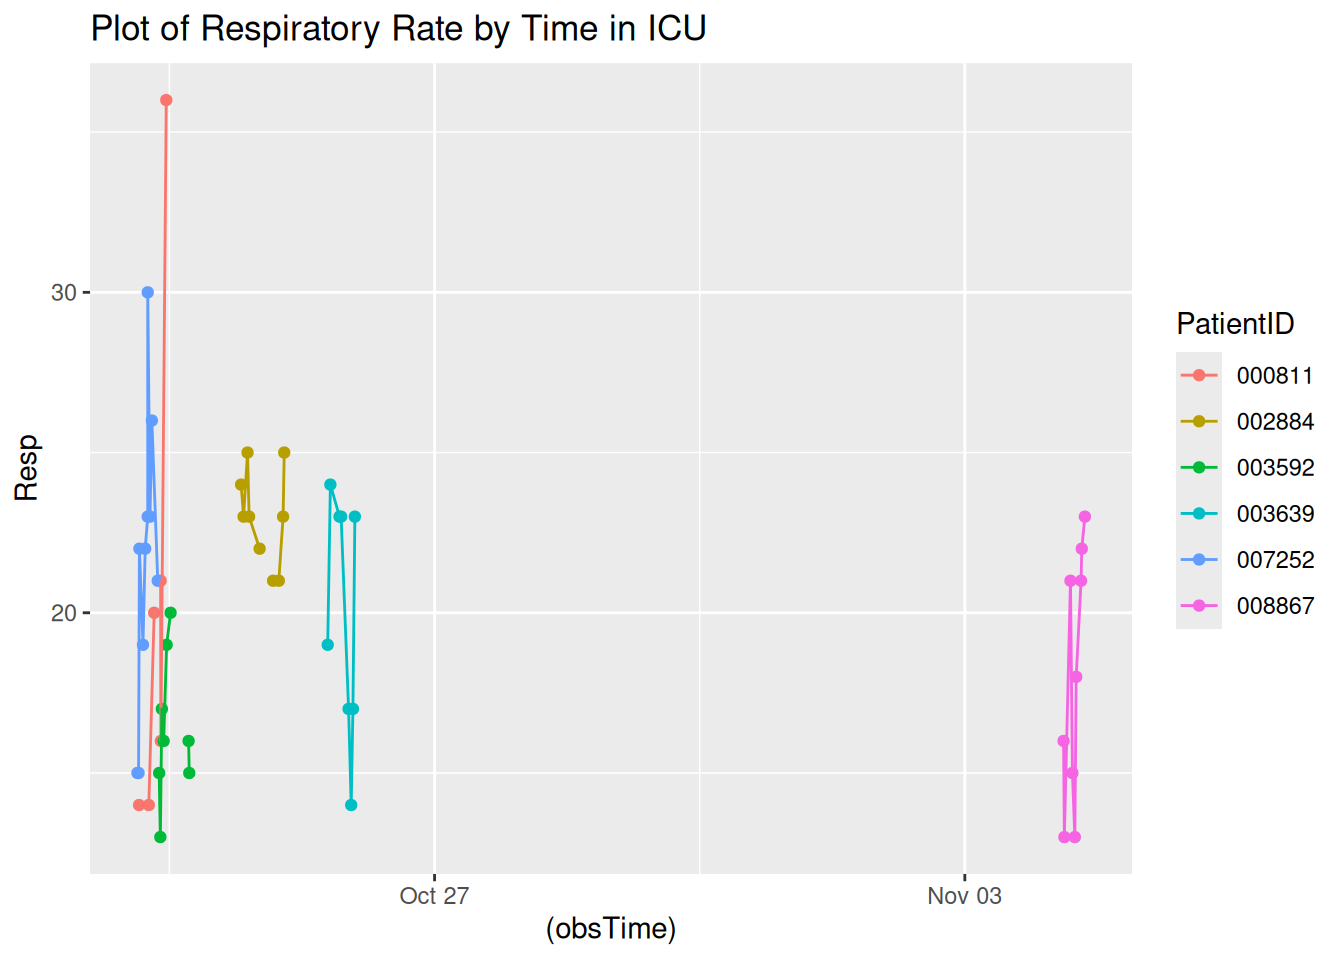 Plot of Respiratory Rate by Time in ICU
Resp
30
20
Oct 27
Nov 03
(obsTime)
PatientID
000811
002884
003592
003639
007252
008867